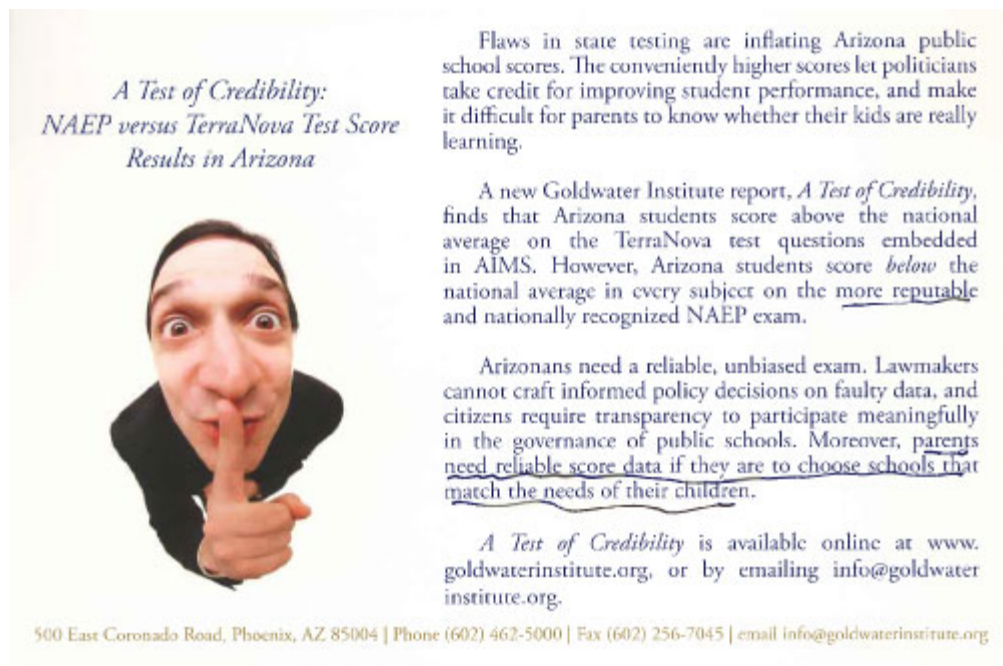 A Test of Credibility:
NAEP versus TerraNova Test Score
Results in Arizona
Flaws in state testing are inflating Arizona public
school scores. The conveniently higher scores let politicians
take credit for improving student performance, and make
it difficult for parents to know whether their kids are really
learning.
A new Goldwater Institute report, A Test of Credibility,
finds that Arizona students score above the national
average on the TerraNova test questions embedded
in AIMS. However, Arizona students score below the
national average in every subject on the more reputable
and nationally recognized NAEP exam.
Arizonans need a reliable, unbiased exam. Lawmakers
cannot craft informed policy decisions on faulty data, and
citizens require transparency to participate meaningfully
in the governance of public schools. Moreover, parents
need reliable score data if they are to choose schools that
match the needs of their children.
A Test of Credibility is available online at www.
goldwaterinstitute.org, or by emailing info@goldwater
institute.org.
500 East Coronado Road, Phoenix, AZ 85004 | Phone (602) 462-5000 | Fax (602) 256-7045 | email info@goldwaterinstitute.org